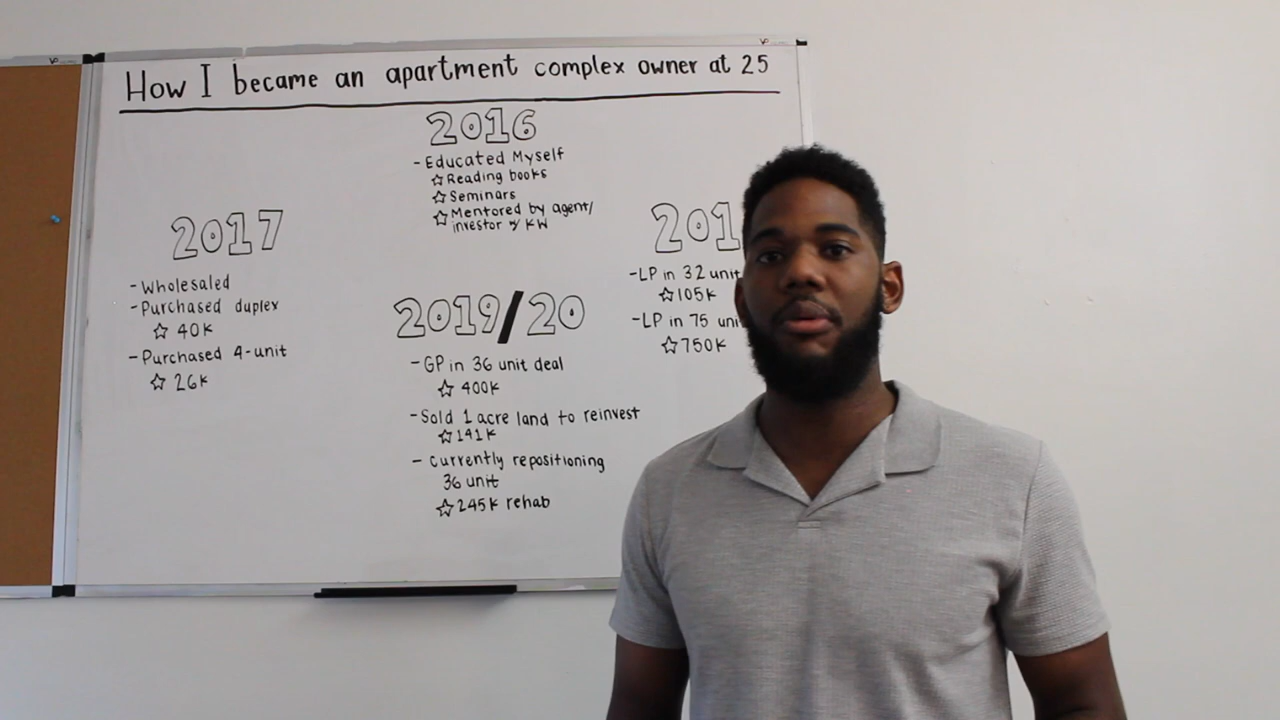 How I became an apartment complex owner at 25
2016
- Educated Myself
☆ Reading books
☆ Seminars
☆ Mentored by agent/
investor w/ KW
2017
- Wholesaled
- Purchased duplex
☆ 40K
- Purchased 4-unit
☆ 26K
201
- LP in 32 unit
☆ 105K
- LP in 75 uni
☆ 750K
2019/20
- GP in 36 unit deal
☆ 400K
- Sold 1 acre land to reinvest
☆ 141K
- Currently repositioning
36 unit
☆ 245K rehab